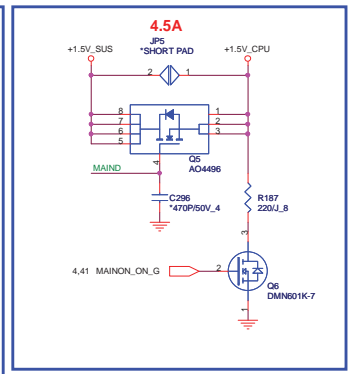 4.5A
JP5
+1.5V_SUS
*SHORT PAD
+1.5V_CPU
2
1
8
7
6
5
1
2
3
Q5
AO4496
4
MAIND
C296
*470P/50V_4
R187
220/J_8
3
4,41 MAINON_ON_G
2
Q6
DMN601K-7
1